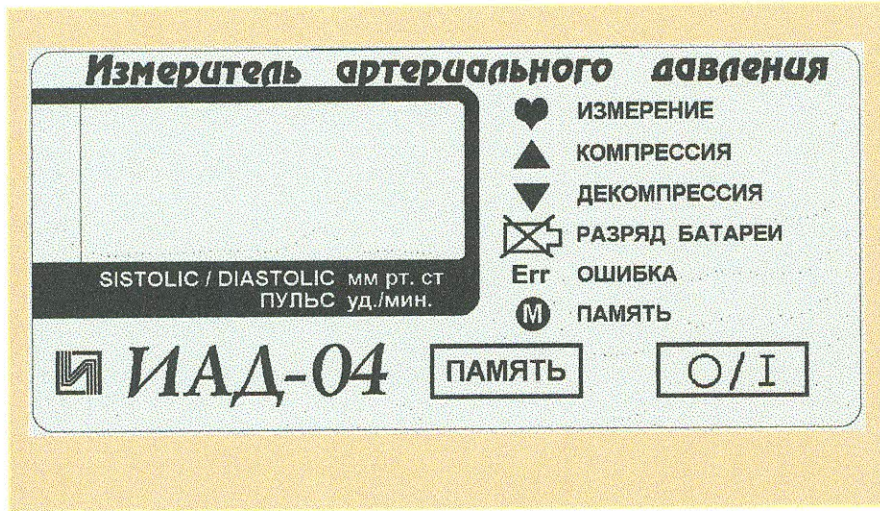 Измеритель артериального давления
ИЗМЕРЕНИЕ
КОМПРЕССИЯ
ДЕКОМПРЕССИЯ
РАЗРЯД БАТАРЕИ
Err ОШИБКА
M ПАМЯТЬ
SISTOLIC / DIASTOLIC мм рт. ст
ПУЛЬС уд./мин.
ИАД-04
ПАМЯТЬ
O/I